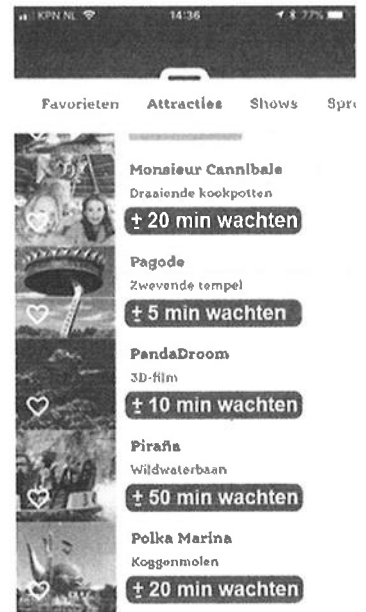 KPN NL 14:36 77%
Favorieten Attracties Shows Spr
Monsieur Cannibale
Draaiende kookpotten
± 20 min wachten
Pagode
Zwevende tempel
± 5 min wachten
PandaDroom
3D-film
± 10 min wachten
Piraña
Wildwaterbaan
± 50 min wachten
Polka Marina
Koggenmolen
± 20 min wachten